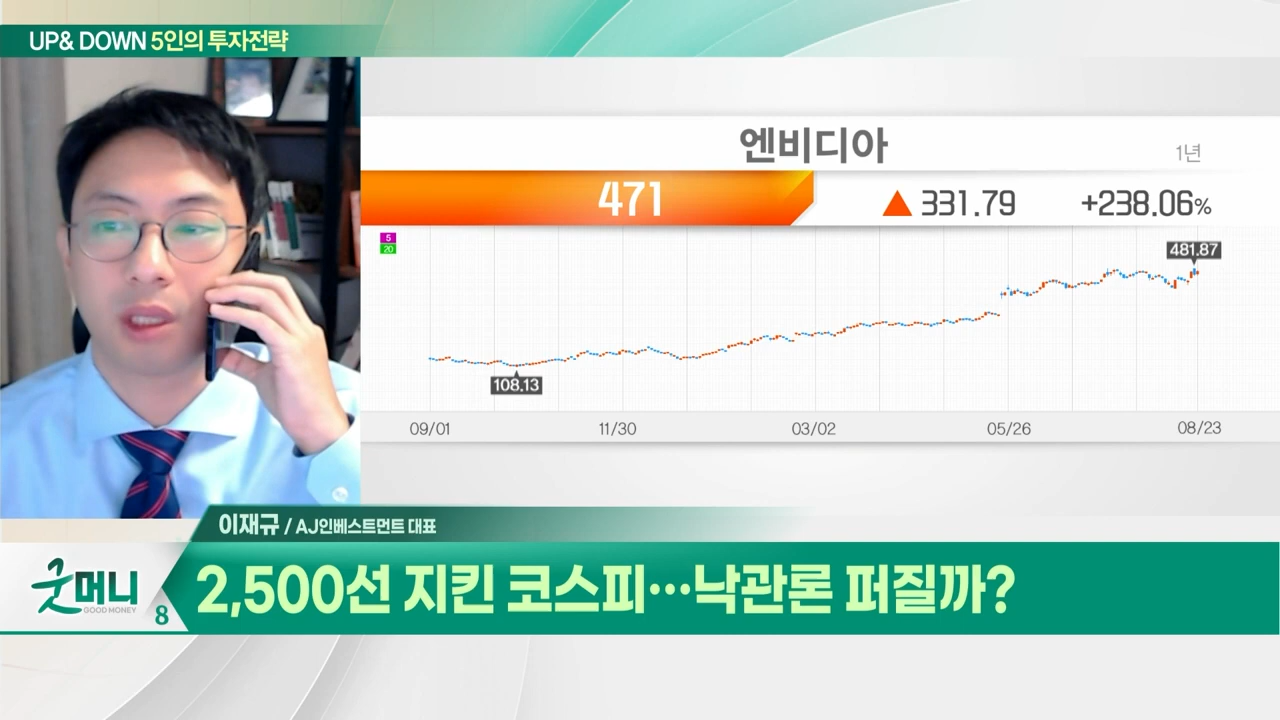 UP& DOWN 5인의 투자전략
엔비디아
1년
471
▲ 331.79
+238.06%
5
20
481.87
108.13
09/01
11/30
03/02
05/26
08/23
이재규 / AJ인베스트먼트 대표
굿머니
GOOD MONEY
8
2,500선 지킨 코스피…낙관론 퍼질까?